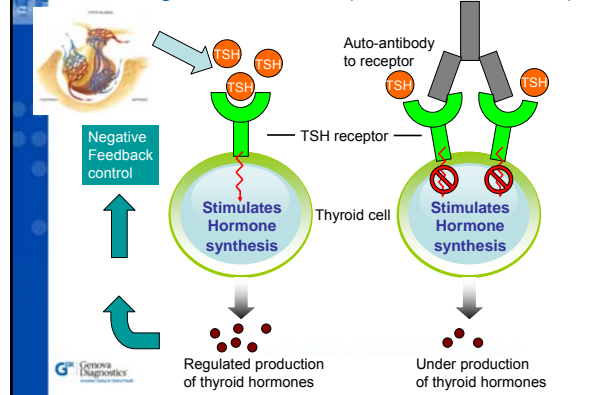 TSH
TSH
TSH
Auto-antibody
to receptor
TSH
TSH
Negative
Feedback
control
TSH receptor
Stimulates
Hormone
synthesis
Thyroid cell
Stimulates
Hormone
synthesis
Regulated production
of thyroid hormones
Under production
of thyroid hormones
Genova
Diagnostics